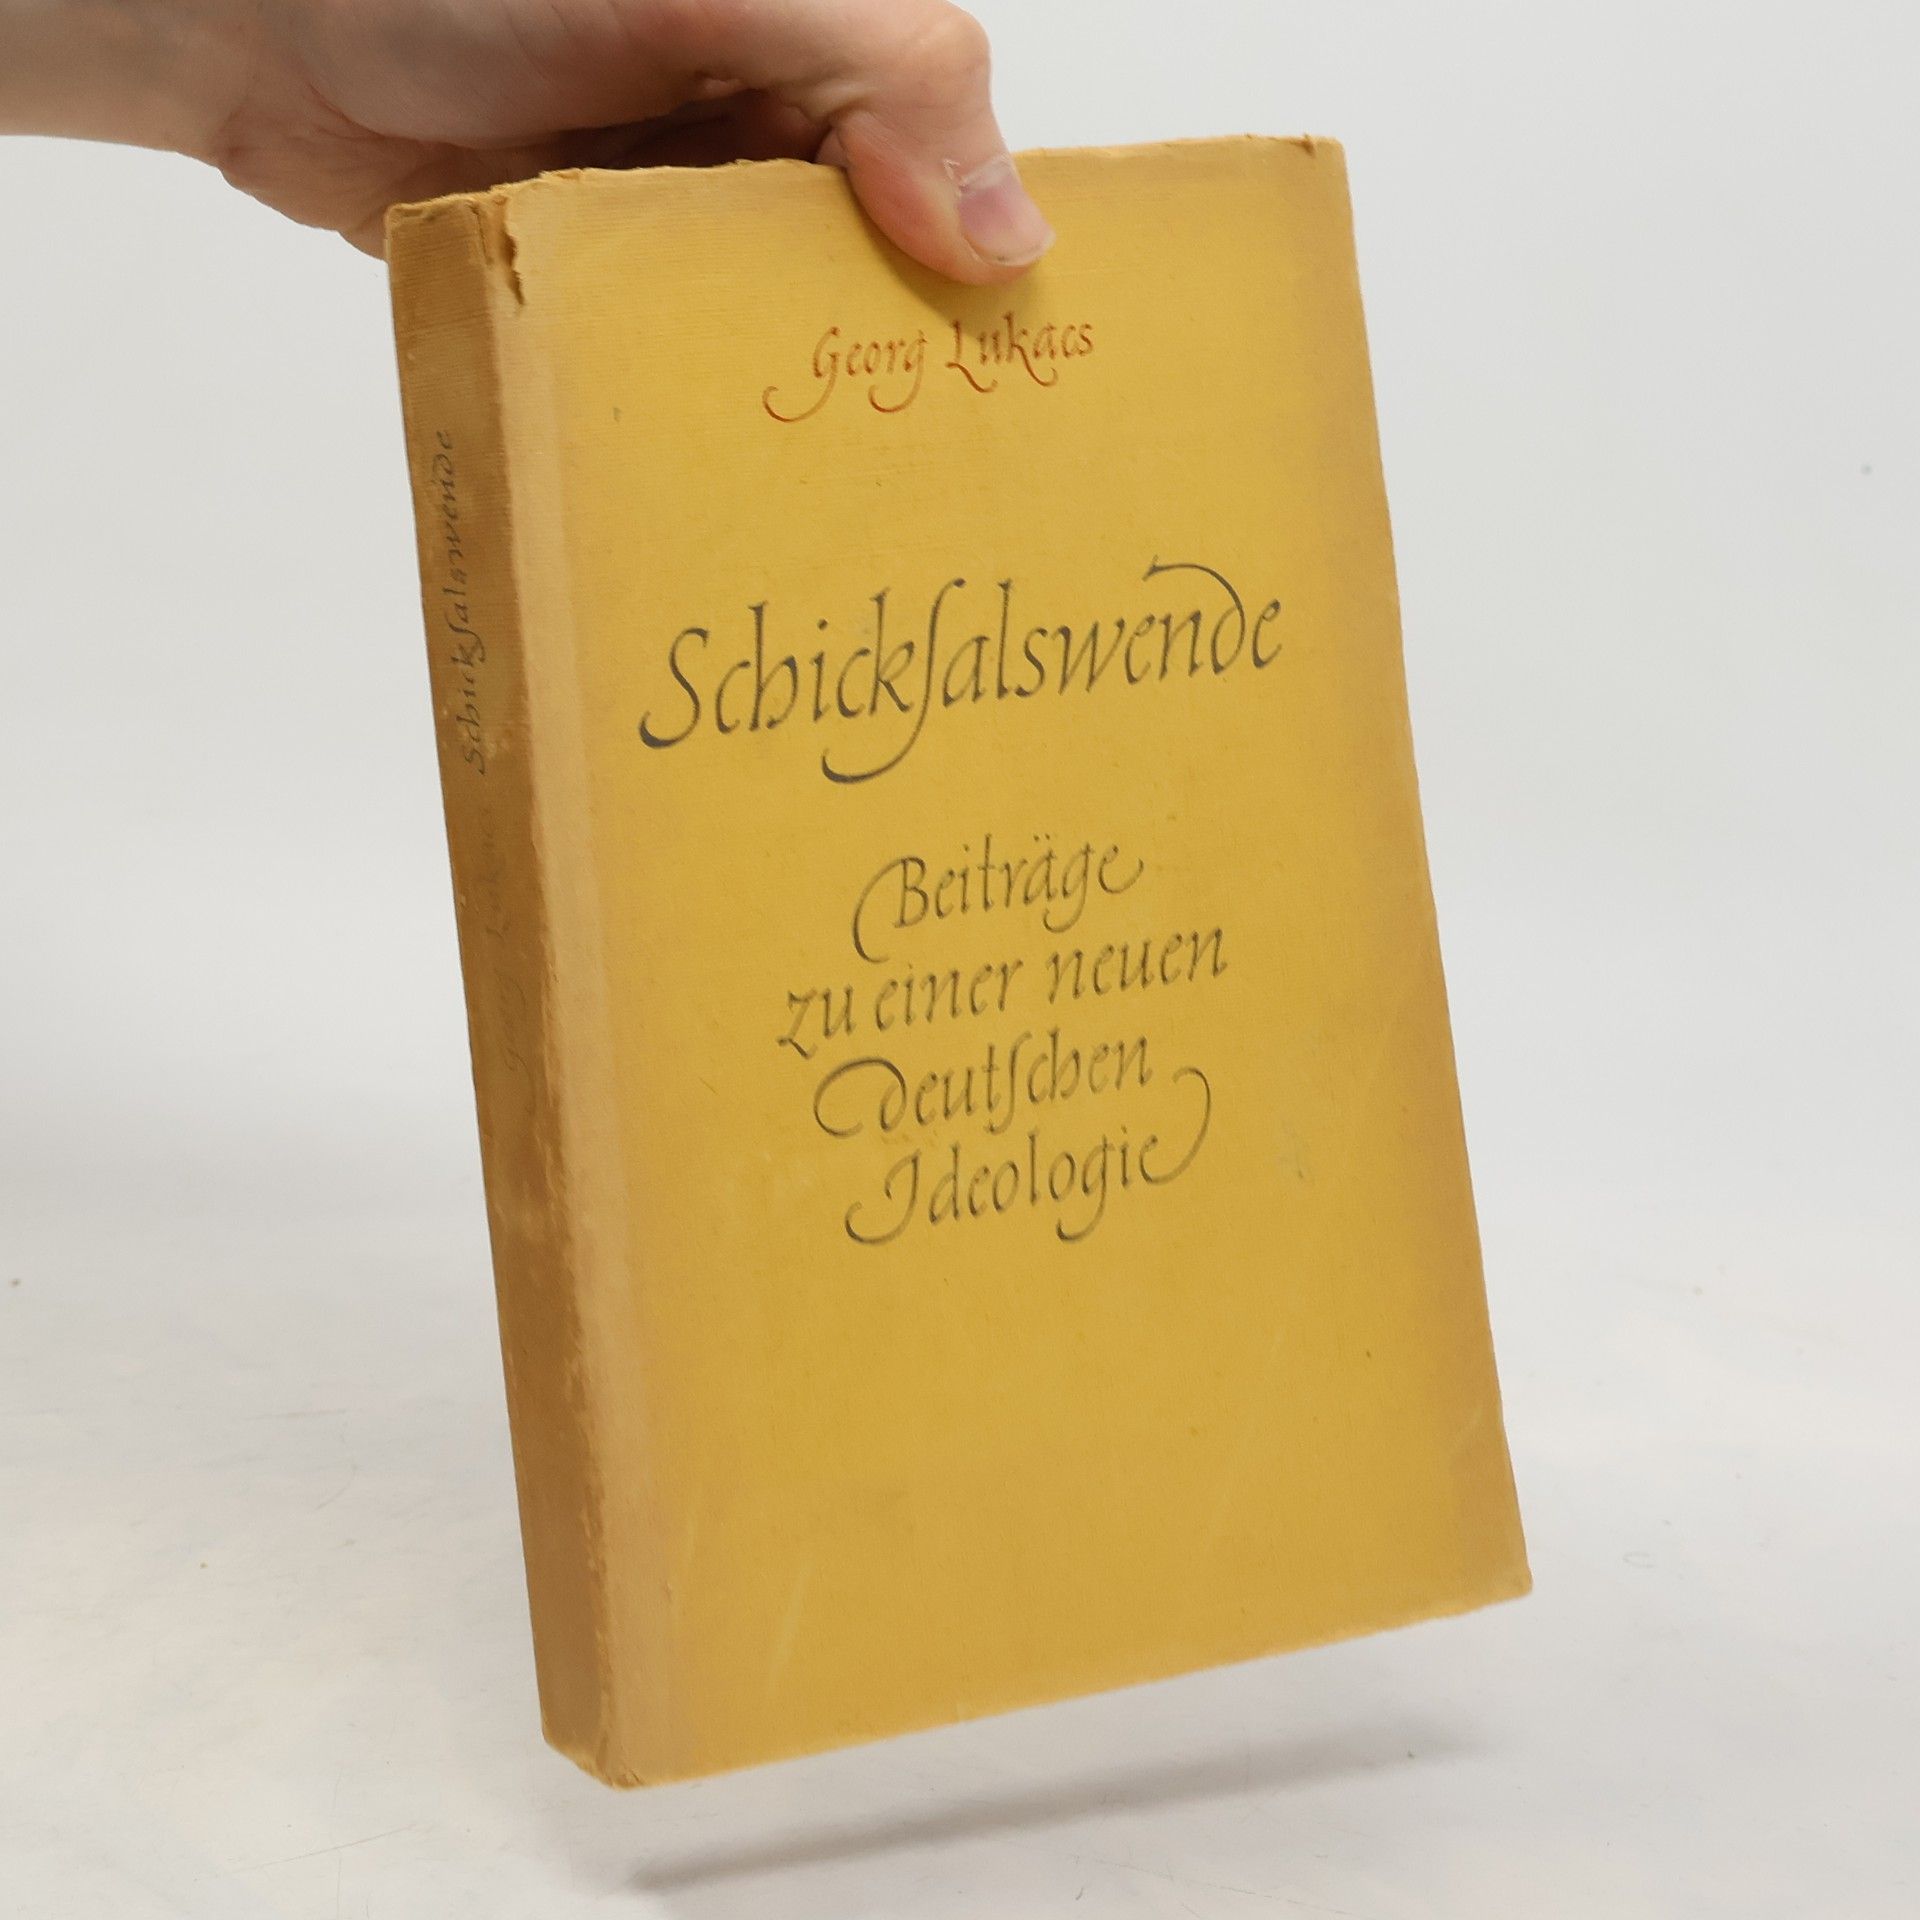 Georg Lukacs
Schickſalswende
Beiträge
zu einer neuen
deutſchen
Ideologie
Georg Lukacs Schickſalswende